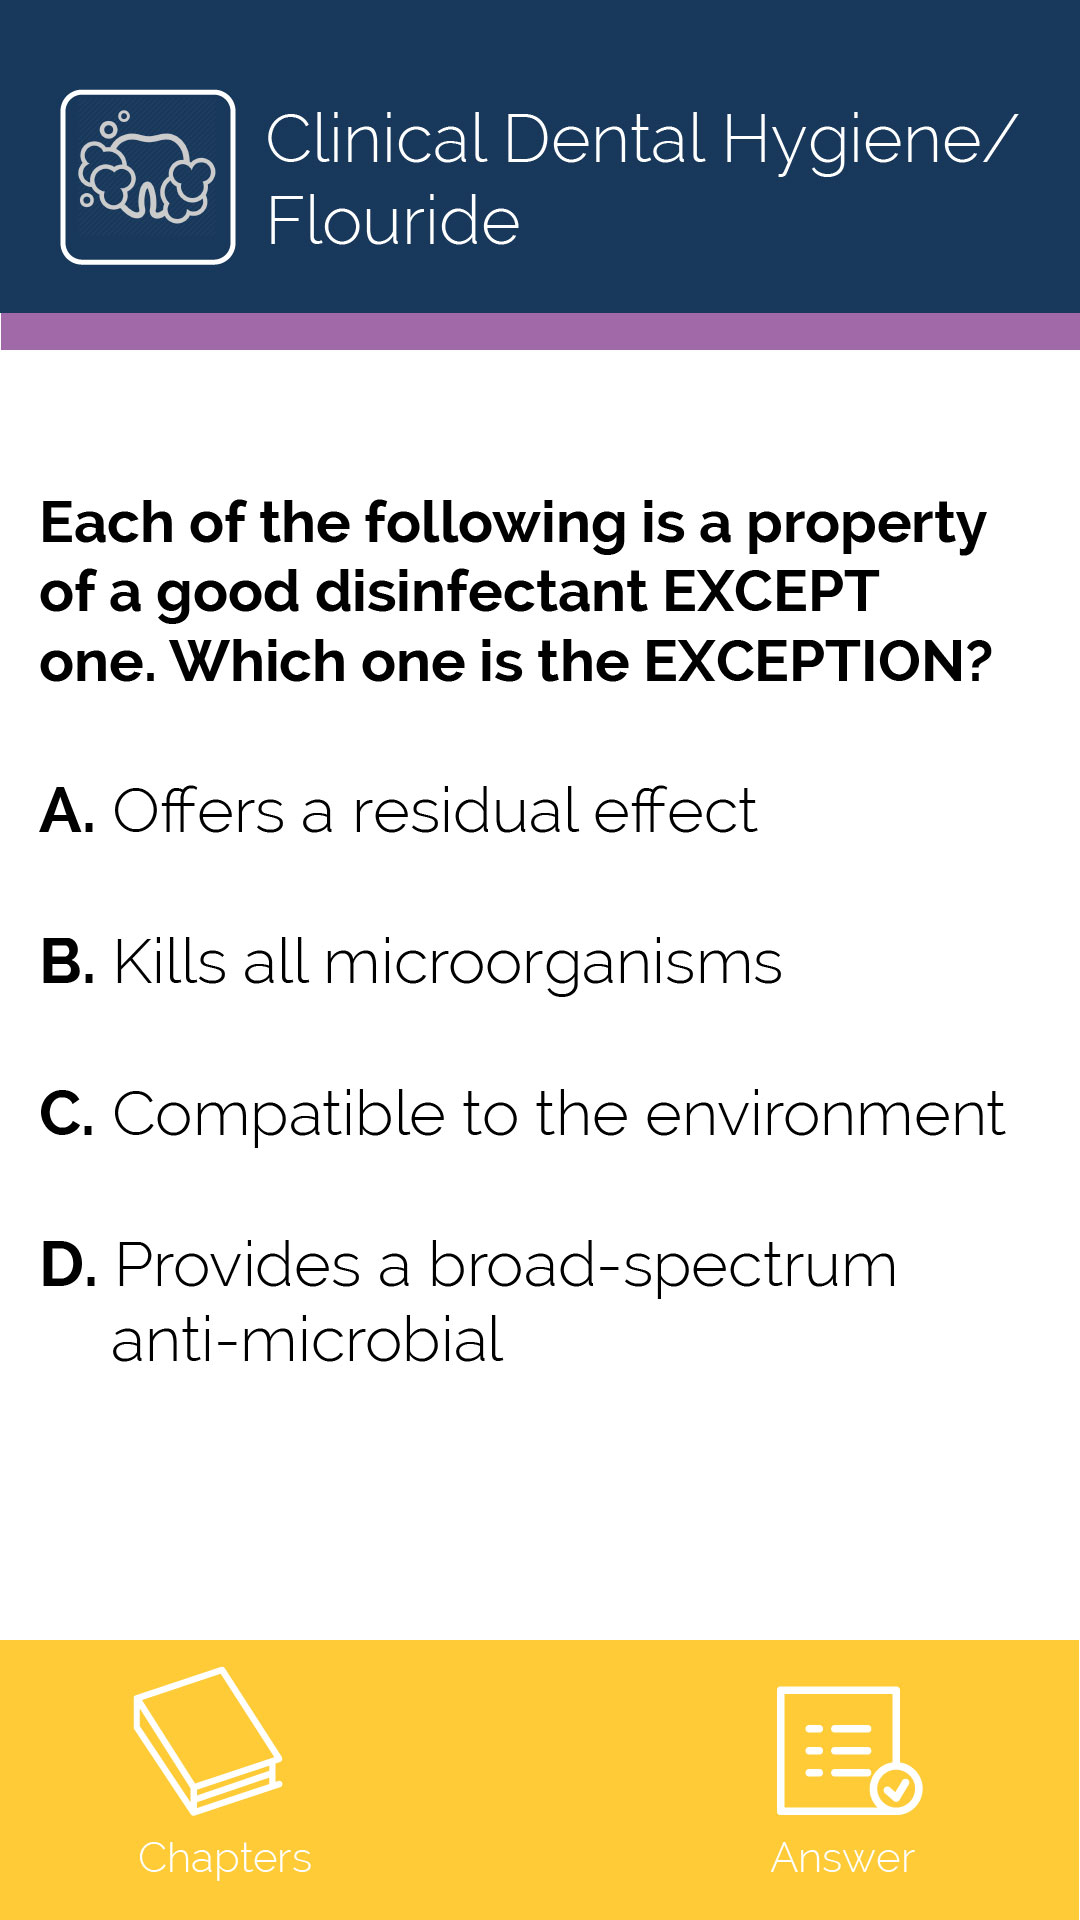 Clinical Dental Hygiene/
Flouride
Each of the following is a property
of a good disinfectant EXCEPT
one. Which one is the EXCEPTION?
A. Offers a residual effect
B. Kills all microorganisms
C. Compatible to the environment
D. Provides a broad-spectrum
anti-microbial
Chapters
Answer